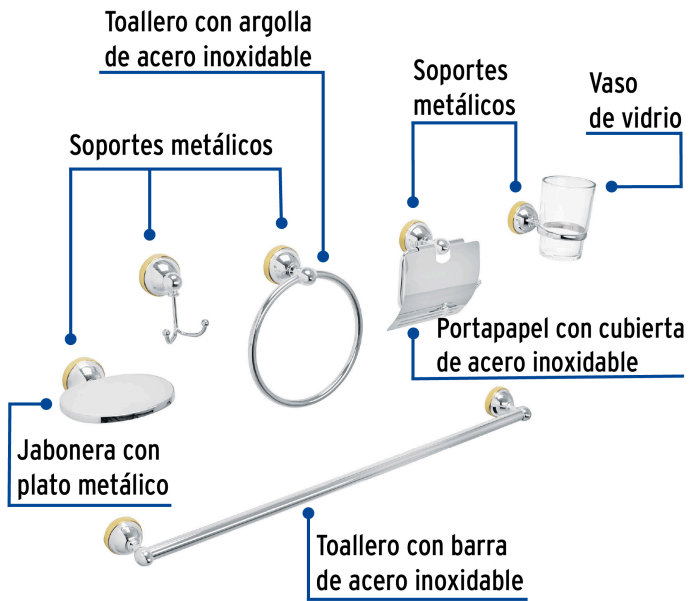 Toallero con argolla
de acero inoxidable
Soportes
metálicos
Vaso
de vidrio
Soportes metálicos
Portapapel con cubierta
de acero inoxidable
Jabonera con
plato metálico
Toallero con barra
de acero inoxidable